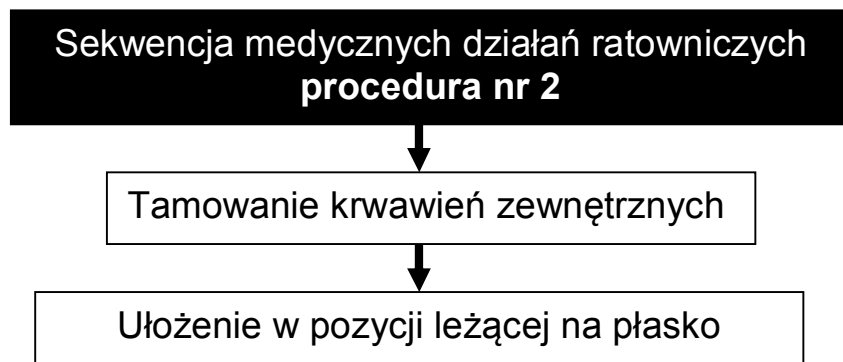 Sekwencja medycznych działań ratowniczych
procedura nr 2
Tamowanie krwawień zewnętrznych
Ułożenie w pozycji leżącej na płasko